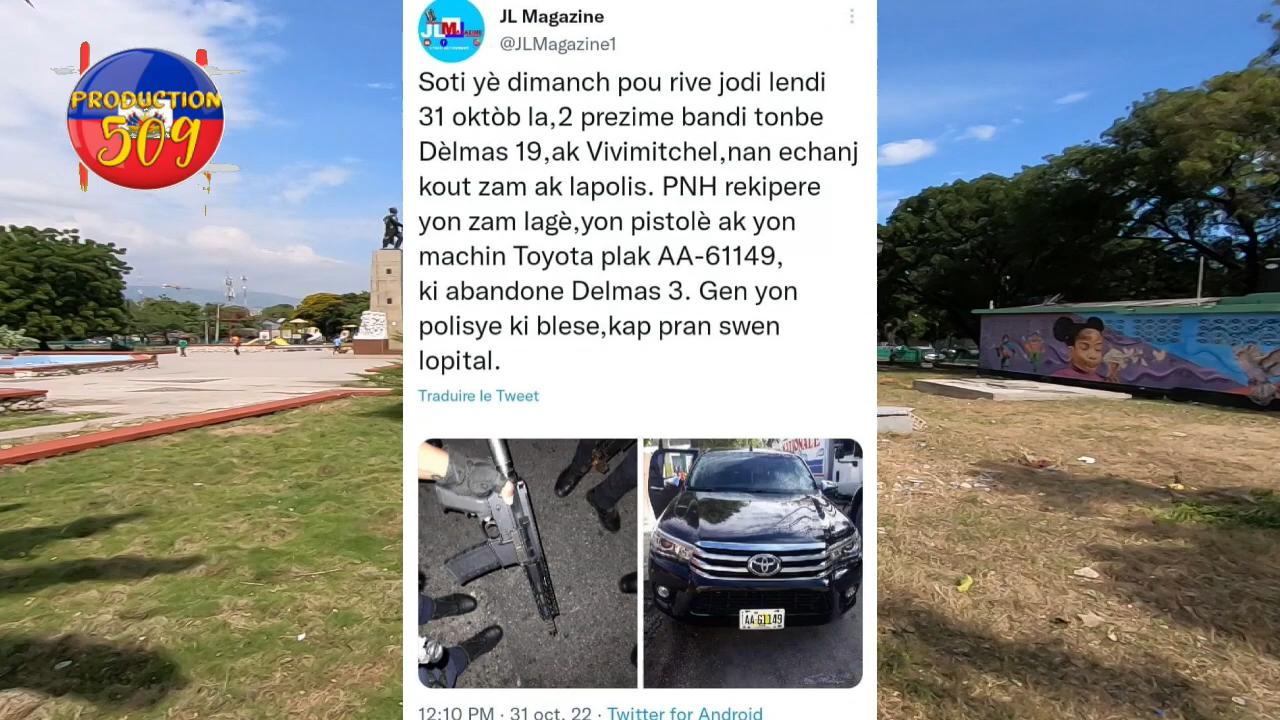 PRODUCTION
509
JL Magazine
@JLMagazine1
Soti yè dimanch pou rive jodi lendi
31 oktòb la,2 prezime bandi tonbe
Dèlmas 19,ak Vivimitchel,nan echanj
kout zam ak lapolis. PNH rekipere
yon zam lagè,yon pistolè ak yon
machin Toyota plak AA-61149,
ki abandone Delmas 3. Gen yon
polisye ki blese,kap pran swen
lopital.
Traduire le Tweet
AA-61149
12:10 PM · 31 oct. 22 · Twitter for Android